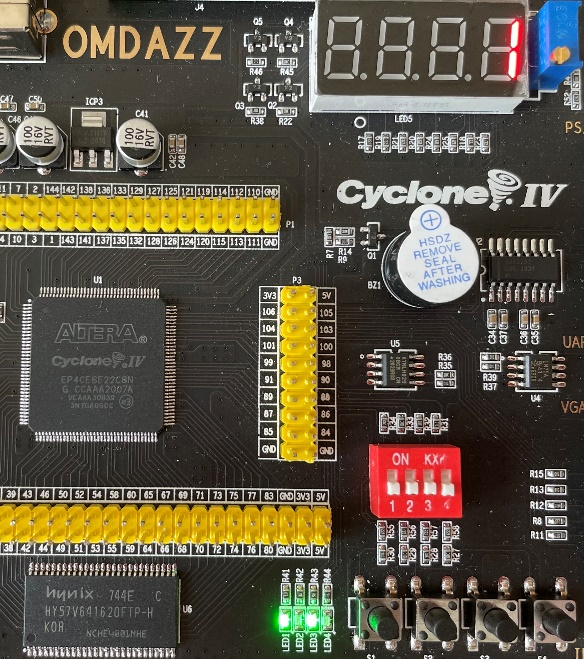 J4
OMDAZZ
Q5 Q4
R46 R45
Q3 Q2
R38 R22
LED5
1
C50
ICP3
C41
100
16V
RVT
100
RVT
C42
C48
PS
7 2 144 142 138 136 133 129 127 125 121 119 114 112 110 GND
P1
10 3 1 143 141 137 135 132 128 126 124 120 115 113 111 GND
Cyclone IV
R7
R14
R9
Q1
HSDZ
REMOVE
SEAL
AFTER
WASHING
BZ1
C34
C37
C36
C35
UAR
U1
ALTERA®
Cyclone IV
EP4CE6E22C8N
P3
3V3 5V
106 105
104 103
101 100
99 98
91 90
89 88
87 86
85 84
GND GND
U5
R36
R35
R39
R37
U4
VGA
ON KX
1 2 3 4
R15
R13
R12
R8
R11
39 43 46 50 52 54 58 60 65 67 69 71 73 77 83 GND 3V3 5V
38 42 44 49 51 53 55 59 64 66 68 70 72 74 76 80 GND 3V3 5V
hynix 744E C
HY57V641620FTP-H
KOR
U6
R41
R42
R43
R44
LED1
LED2
LED3
LED4